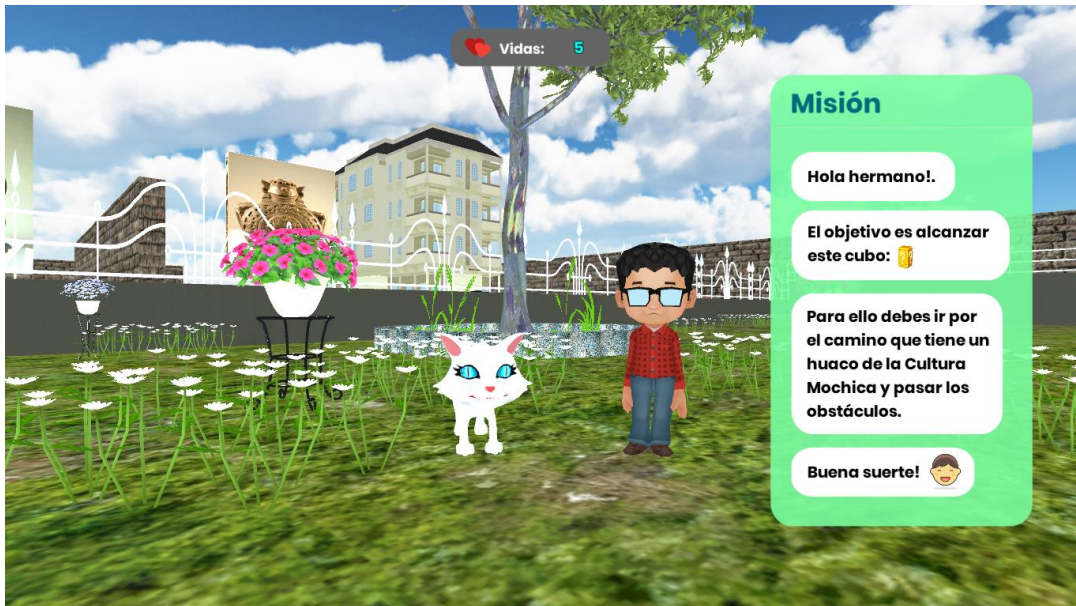 Vidas: 5
Misión
Hola hermano!.
El objetivo es alcanzar
este cubo:
Para ello debes ir por
el camino que tiene un
huaco de la Cultura
Mochica y pasar los
obstáculos.
Buena suerte!